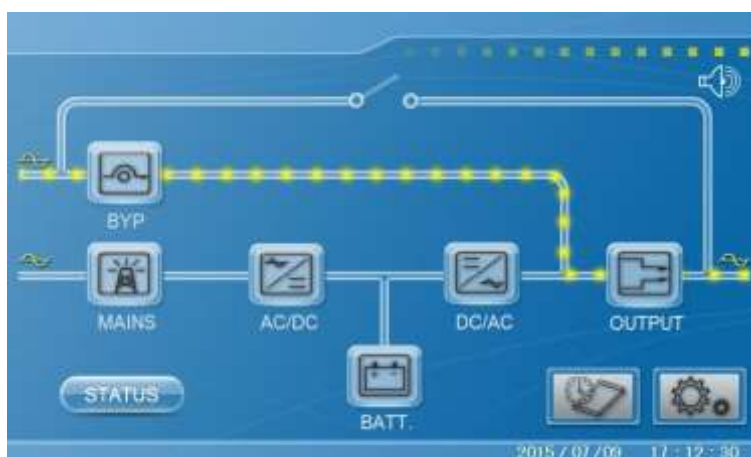 BYP
MAINS AC/DC DC/AC OUTPUT
STATUS
BATT.
2015/07/09 17:12:30